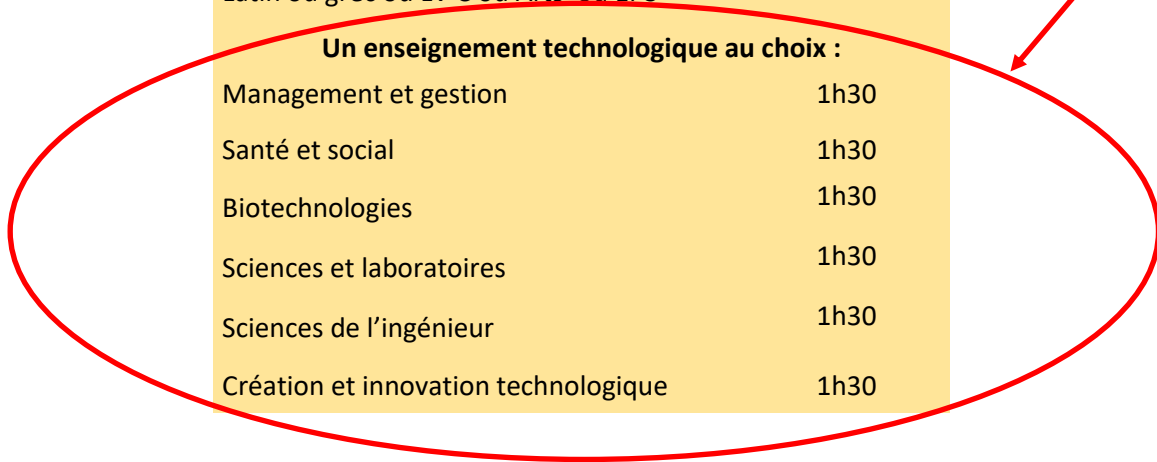 Un enseignement technologique au choix :
Management et gestion 1h30
Santé et social 1h30
Biotechnologies 1h30
Sciences et laboratoires 1h30
Sciences de l’ingénieur 1h30
Création et innovation technologique 1h30